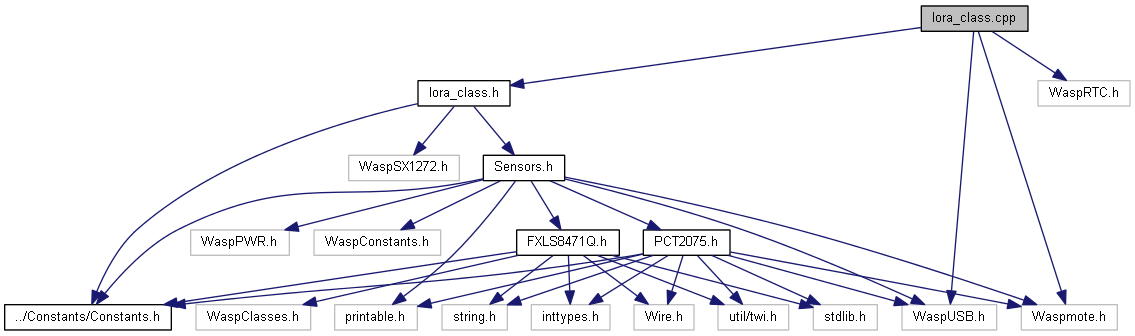 lora_class.cpp
lora_class.h
WaspRTC.h
WaspSX1272.h
Sensors.h
WaspPWR.h
WaspConstants.h
FXLS8471Q.h
PCT2075.h
../Constants/Constants.h
WaspClasses.h
printable.h
string.h
inttypes.h
Wire.h
util/twi.h
stdlib.h
WaspUSB.h
Waspmote.h